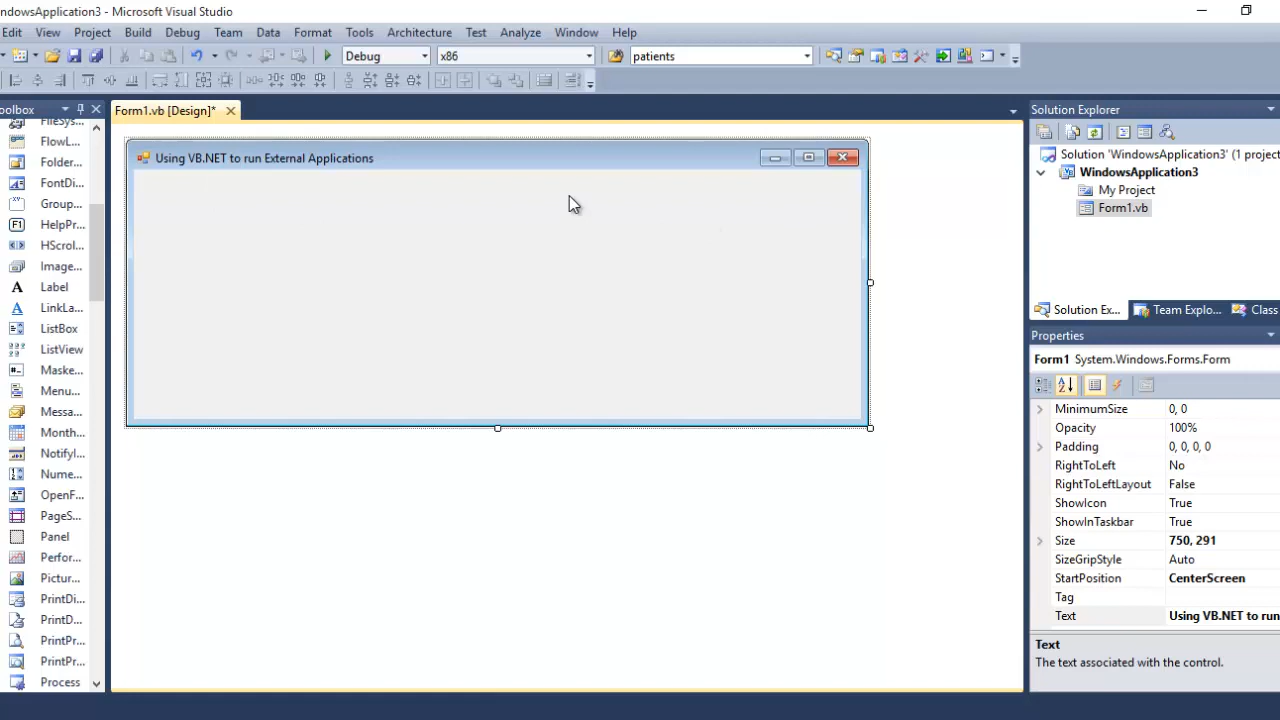 WindowsApplication3 - Microsoft Visual Studio
Edit View Project Build Debug Team Data Format Tools Architecture Test Analyze Window Help
Debug x86 patients
Toolbox
FileSys...
FlowL...
Folder...
FontDi...
Group...
HelpPr...
HScrol...
Image...
Label
LinkLa...
ListBox
ListView
Maske...
Menu...
Messa...
Month...
NotifyI...
Nume...
OpenF...
PageS...
Panel
Perfor...
Pictur...
PrintDi...
PrintD...
PrintPr...
PrintPr...
Process
Form1.vb [Design]*
Using VB.NET to run External Applications
Solution Explorer
Solution 'WindowsApplication3' (1 project
WindowsApplication3
My Project
Form1.vb
Solution Ex... Team Explo... Class
Properties
Form1 System.Windows.Forms.Form
MinimumSize 0, 0
Opacity 100%
Padding 0, 0, 0, 0
RightToLeft No
RightToLeftLayout False
ShowIcon True
ShowInTaskbar True
Size 750, 291
SizeGripStyle Auto
StartPosition CenterScreen
Tag
Text Using VB.NET to run
Text
The text associated with the control.